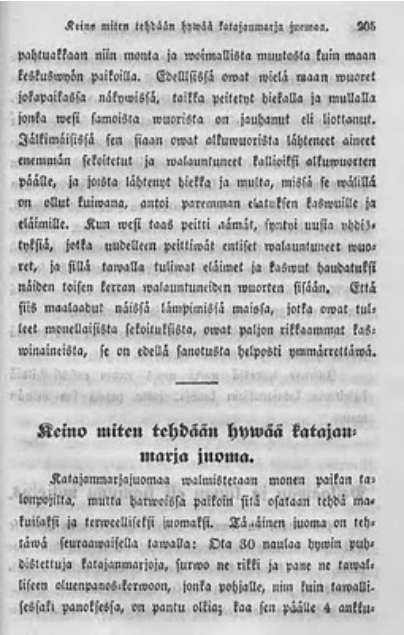 Keino miten tehdään hywää katajanmarja juomaa. 205
pahtuakkaan niin monta ja woimallista muutosta kuin maan
keskuswyön paikoilla. Edellisissä owat wielä maan wuoret
jokapaikassa näkywissä, taikka peitetyt hiekalla ja mullalla
jonka wesi samoista wuorista on jauhanut eli liottanut.
Jälkimäisissä sen siaan owat alkuwuorista lähteneet aineet
enemmän sekoitetut ja walauntuneet kallioiksi alkuwuorten
päälle, ja joista lähtenyt hiekka ja multa, missä se wälillä
on ollut kuiwana, antoi paremman elatuksen kaswuille ja
eläimille. Kun wesi taas peitti nämät, syntyi uusia yhdis-
tyksiä, jotka uudelleen peittiwät entiset walauntuneet wuo-
ret, ja sillä tawalla tuliwat eläimet ja kaswut haudatuksi
näiden toisen kerran walauntuneiden wuorten sisään. Että
siis maalaadut näissä lämpimissä maissa, jotka owat tul-
leet monellaisista sekoituksista, owat paljon rikkaammat kas-
winaineista, se on edellä sanotusta helposti ymmärrettäwä.
Keino miten tehdään hywää katajan-
marja juoma.
Katajanmarjajuomaa walmistetaan monen paikan ta-
lonpojilta, mutta harwoissa paikoin sitä osataan tehdä ma-
kuisaksi ja terweelliseksi juomaksi. Tänäinen juoma on teh-
täwä seuraawaisella tawalla: Ota 30 naulaa hywin puh-
distettuja katajanmarjoja, surwo ne rikki ja pane ne tawal-
liseen oluenpanos-kerwoon, jonka pohjalle, niin kuin tawalli-
sessaki panoksessa, on pantu olkia; kaa sen päälle 4 ankku-